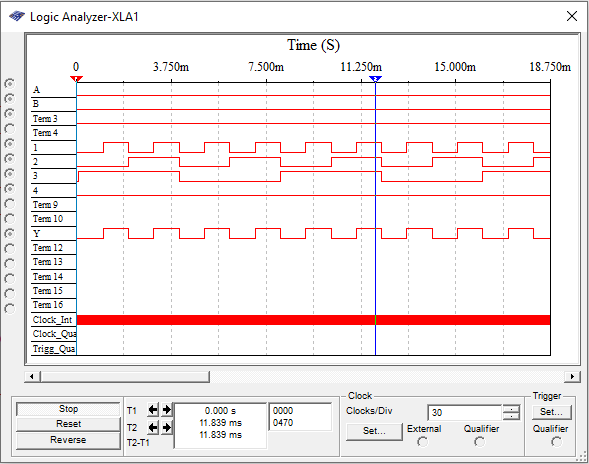 Logic Analyzer-XLA1
Time (S)
0 3.750m 7.500m 11.250m 15.000m 18.750m
A
B
Term 3
Term 4
1
2
3
4
Term 9
Term 10
Y
Term 12
Term 13
Term 14
Term 15
Term 16
Clock_Int
Clock_Qua
Trigg_Qua
Stop
Reset
Reverse
T1 0.000 s 0000
T2 11.839 ms 0470
T2-T1 11.839 ms
Clock
Clocks/Div 30
Set... External Qualifier
Trigger
Set...
Qualifier